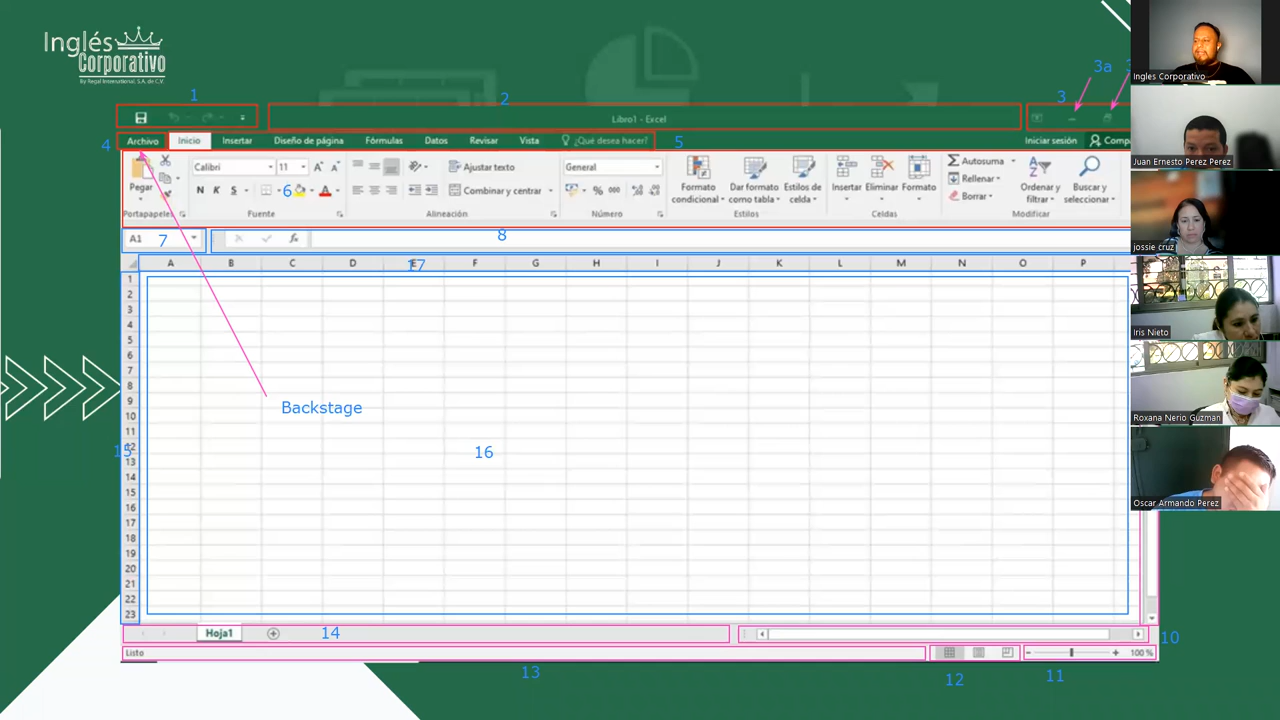 Inglés
Corporativo
By Regal International, S.A. de C.V.
1
2
3
3a
Libro1 - Excel
4
Archivo
Inicio
Insertar
Diseño de página
Fórmulas
Datos
Revisar
Vista
¿Qué desea hacer?
5
Iniciar sesión
Comp
Pegar
Calibri
11
N K S
6
Ajustar texto
Combinar y centrar
General
% 000
Formato condicional
Dar formato como tabla
Estilos de celda
Insertar
Eliminar
Formato
Autosuma
Rellenar
Borrar
Ordenar y filtrar
Buscar y seleccionar
Portapapeles
Fuente
Alineación
Número
Estilos
Celdas
Modificar
A1
7
fx
8
17
A B C D E F G H I J K L M N O P
1
2
3
4
5
6
7
8
9
10
11
12
13
14
15
16
17
18
19
20
21
22
23
Backstage
15
16
Hoja1
14
10
Listo
100 %
13
12
11
Ingles Corporativo
Juan Ernesto Perez Perez
jossie cruz
Iris Nieto
Roxana Nerio Guzman
Oscar Armando Perez